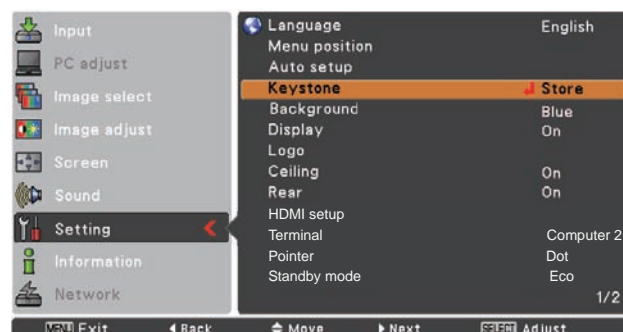 Input
PC adjust
Image select
Image adjust
Screen
Sound
Setting
Information
Network
Language English
Menu position
Auto setup
Keystone Store
Background Blue
Display On
Logo
Ceiling On
Rear On
HDMI setup
Terminal Computer 2
Pointer Dot
Standby mode Eco
1/2
MENU Exit Back Move Next SELECT Adjust